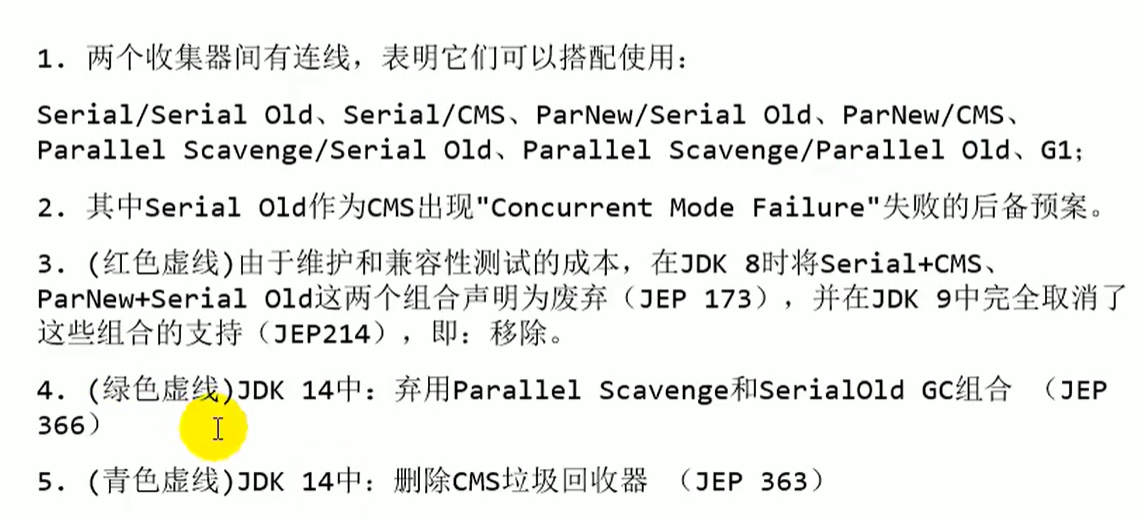 1. 两个收集器间有连线，表明它们可以搭配使用：
Serial/Serial Old、Serial/CMS、ParNew/Serial Old、ParNew/CMS、
Parallel Scavenge/Serial Old、Parallel Scavenge/Parallel Old、G1；
2. 其中Serial Old作为CMS出现"Concurrent Mode Failure"失败的后备预案。
3. (红色虚线)由于维护和兼容性测试的成本，在JDK 8时将Serial+CMS、
ParNew+Serial Old这两个组合声明为废弃（JEP 173），并在JDK 9中完全取消了
这些组合的支持（JEP214），即：移除。
4. (绿色虚线)JDK 14中：弃用Parallel Scavenge和SerialOld GC组合 （JEP
366）
5. (青色虚线)JDK 14中：删除CMS垃圾回收器 （JEP 363）